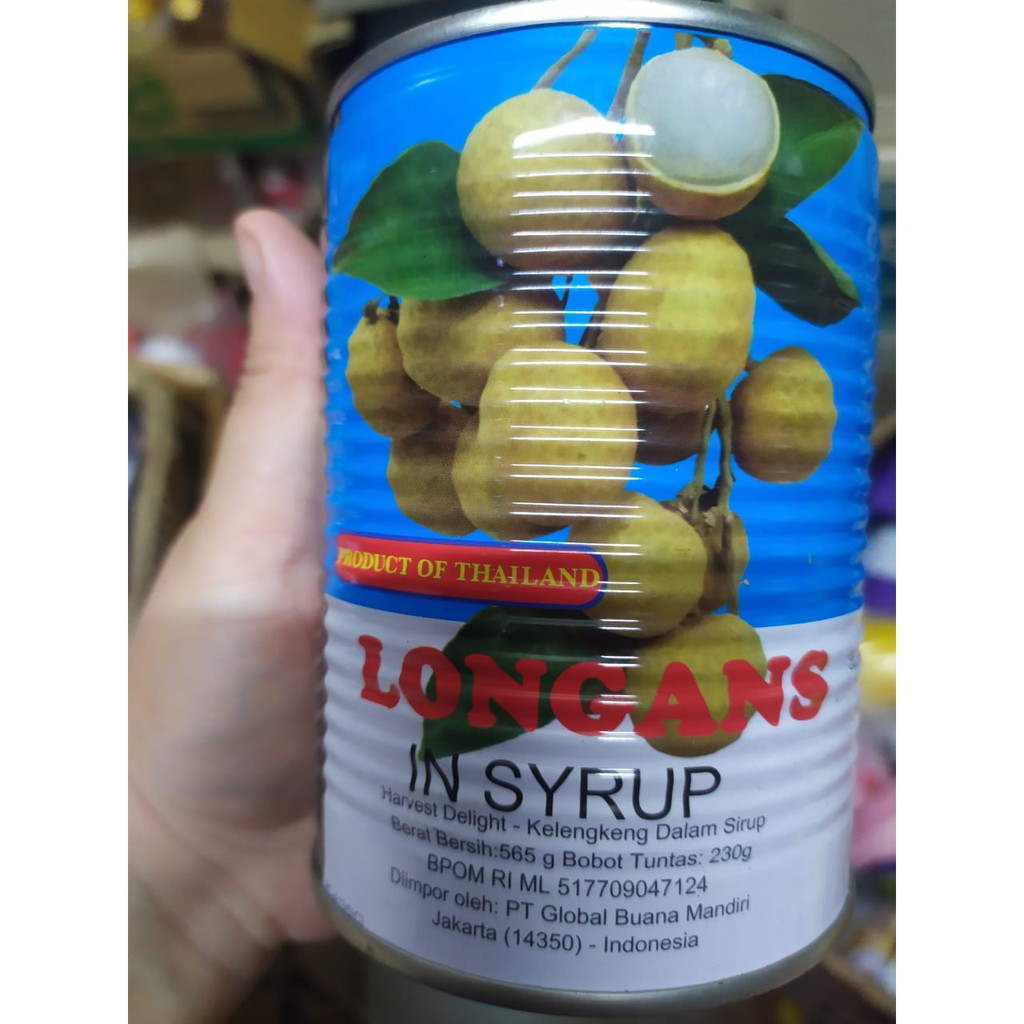 PRODUCT OF THAILAND
LONGANS
IN SYRUP
Harvest Delight - Kelengkeng Dalam Sirup
Berat Bersih:565 g Bobot Tuntas: 230g
BPOM RI ML 517709047124
Diimpor oleh: PT Global Buana Mandiri
Jakarta (14350) - Indonesia